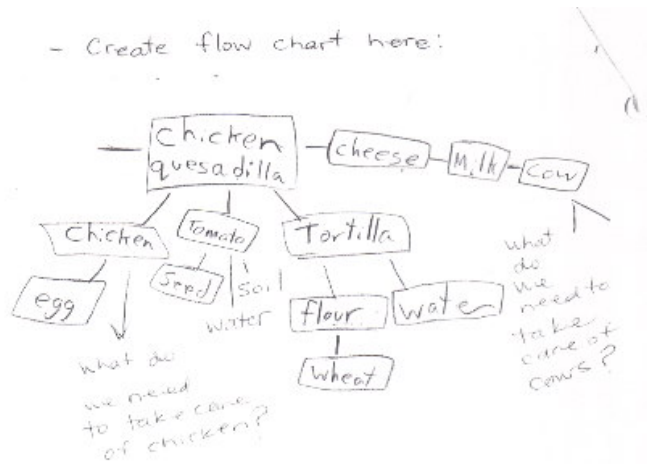 - Create flow chart here:
Chicken
quesadilla
cheese
Milk
Cow
Chicken
Tomato
Tortilla
egg
Seed
soil
water
flour
water
wheat
what do
we need
to take care
of chicken?
what
do
we
need to
take
care of
cows?